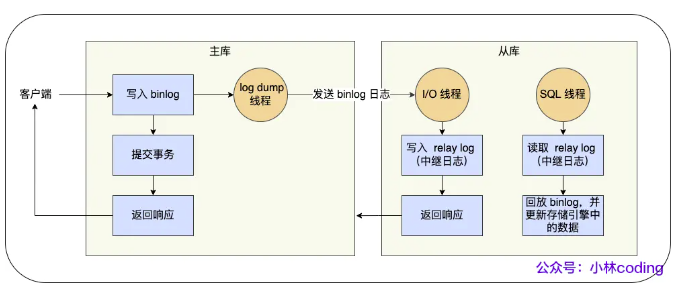 主库
从库
客户端
写入 binlog
log dump
线程
发送 binlog 日志
I/O 线程
SQL 线程
提交事务
写入 relay log
（中继日志）
读取 relay log
（中继日志）
返回响应
返回响应
回放 binlog，并
更新存储引擎中
的数据
公众号：小林coding